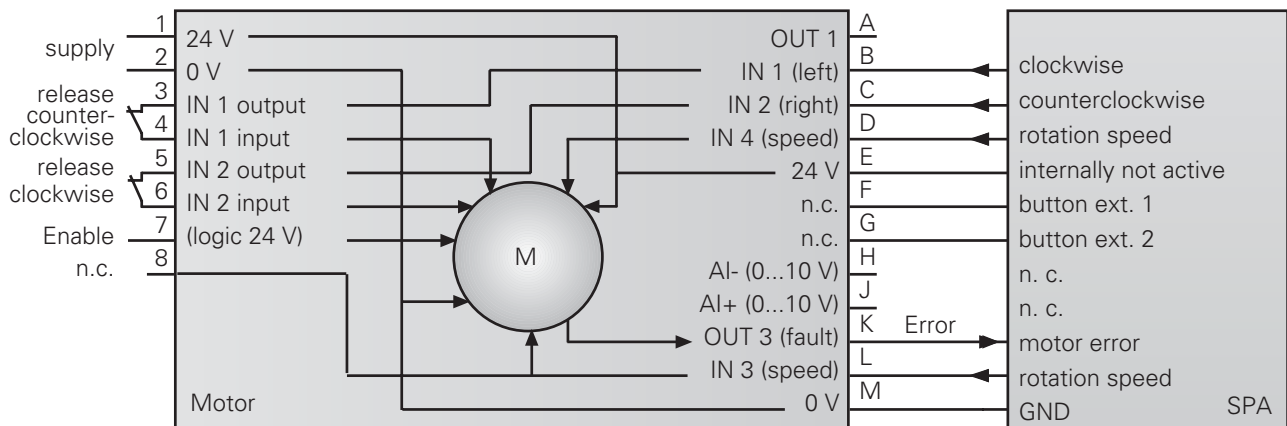 supply
release
counter-
clockwise
release
clockwise
Enable
n.c.
1
2
3
4
5
6
7
8
24 V
0 V
IN 1 output
IN 1 input
IN 2 output
IN 2 input
(logic 24 V)
Motor
M
OUT 1
IN 1 (left)
IN 2 (right)
IN 4 (speed)
24 V
n.c.
n.c.
AI- (0...10 V)
AI+ (0...10 V)
OUT 3 (fault)
IN 3 (speed)
0 V
A
B
C
D
E
F
G
H
J
K
L
M
Error
clockwise
counterclockwise
rotation speed
internally not active
button ext. 1
button ext. 2
n. c.
n. c.
motor error
rotation speed
GND
SPA